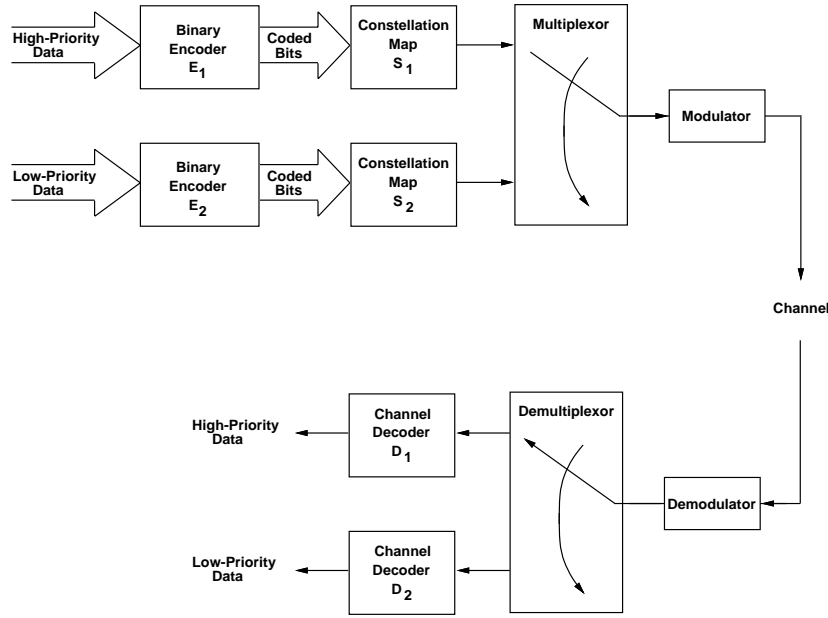 High-Priority
Data
Binary
Encoder
E1
Coded
Bits
Constellation
Map
S1
Multiplexor
Modulator
Low-Priority
Data
Binary
Encoder
E2
Coded
Bits
Constellation
Map
S2
Channel
High-Priority
Data
Channel
Decoder
D1
Demultiplexor
Demodulator
Low-Priority
Data
Channel
Decoder
D2